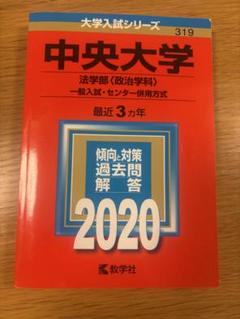 大学入試シリーズ
319
中央大学
法学部〈政治学科〉
一般入試・センター併用方式
最近3カ年
傾向と対策
過去問
解答
2020
教学社